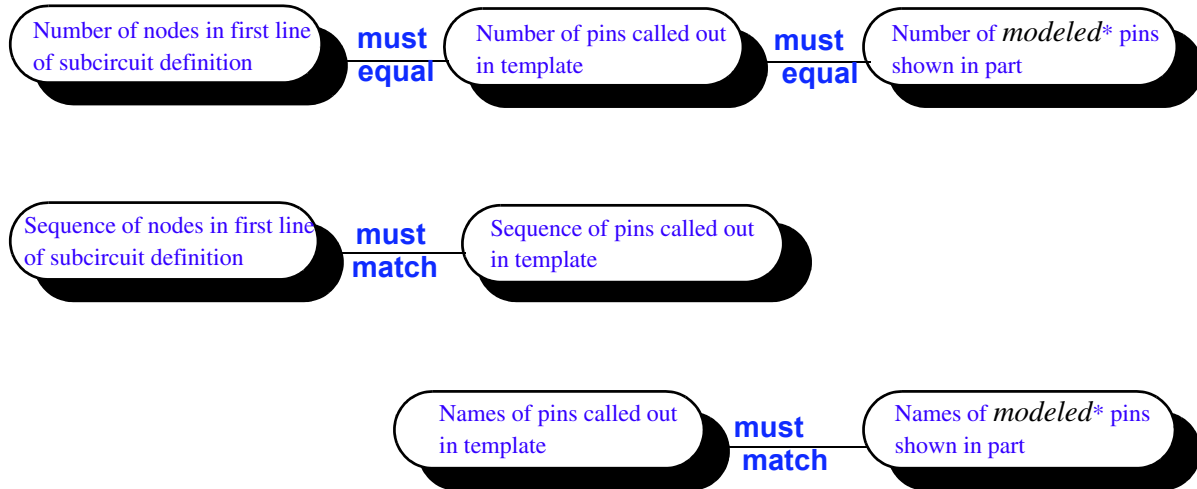 Number of nodes in first line
of subcircuit definition
must
equal
Number of pins called out
in template
must
equal
Number of modeled* pins
shown in part
Sequence of nodes in first line
of subcircuit definition
must
match
Sequence of pins called out
in template
Names of pins called out
in template
must
match
Names of modeled* pins
shown in part